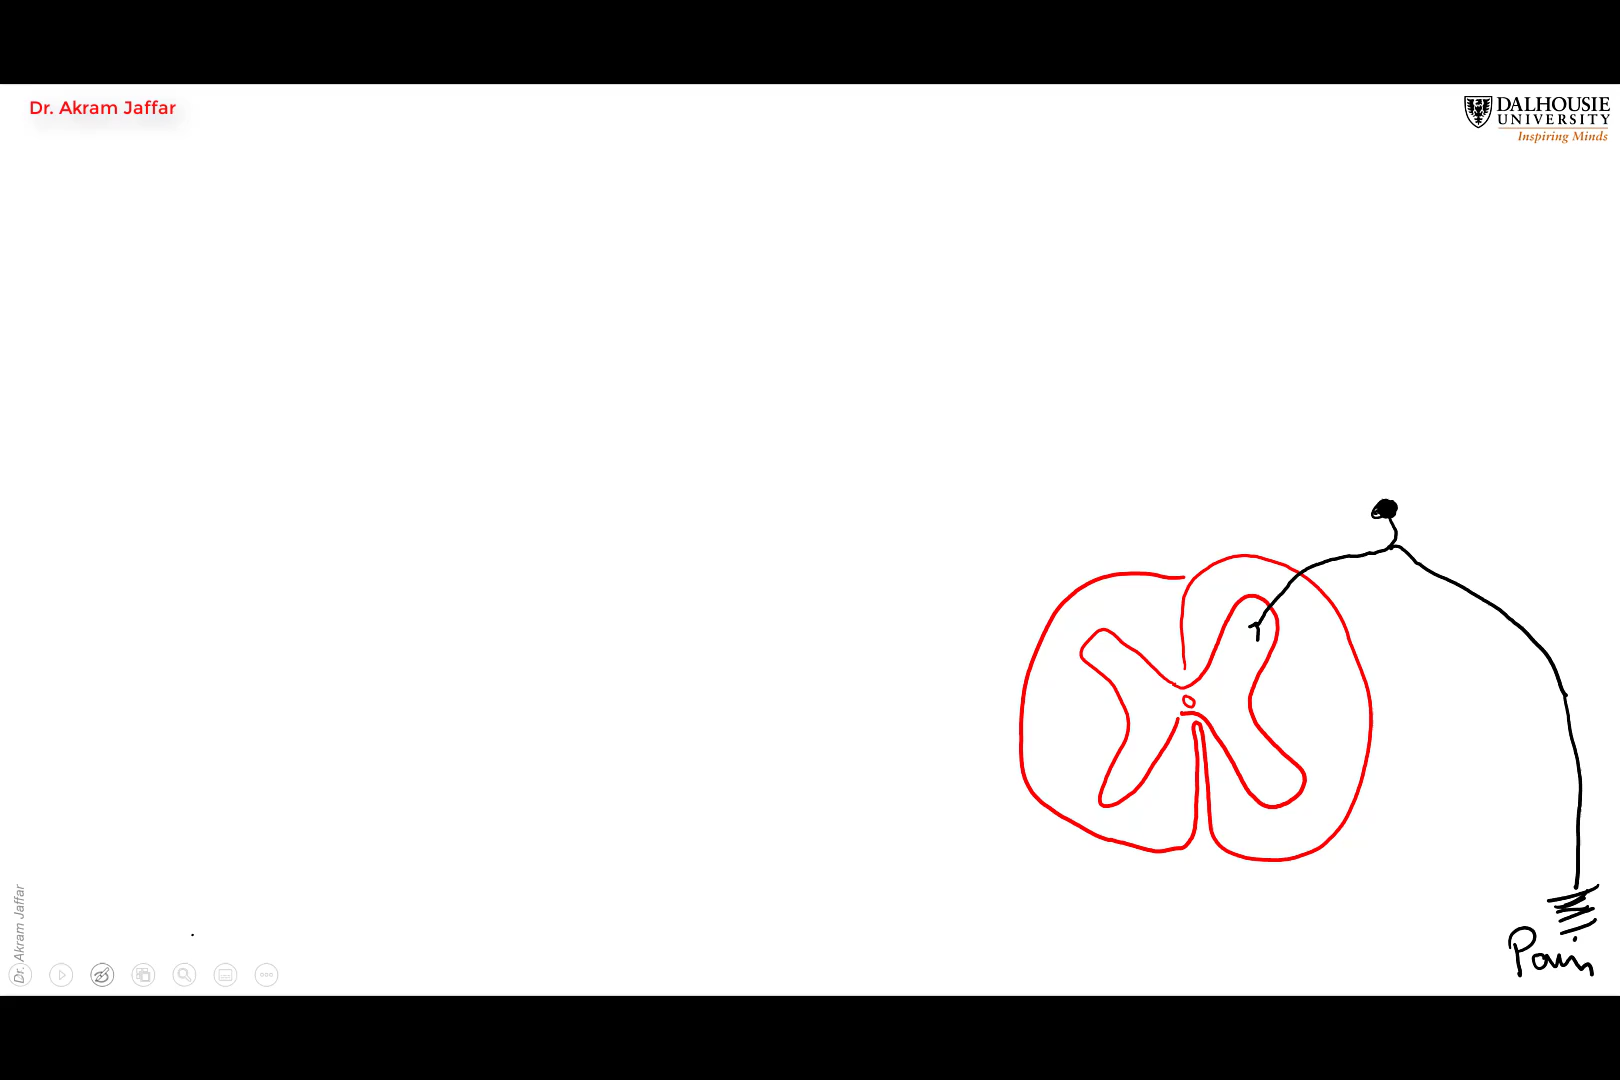 Dr. Akram Jaffar
DALHOUSIE
UNIVERSITY
Inspiring Minds
Dr. Akram Jaffar
Pain